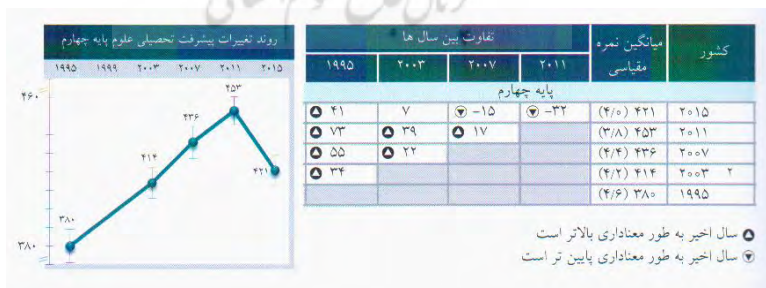 روند تغییرات پیشرفت تحصیلی علوم پایه چهارم
۱۹۹۵ ۱۹۹۹ ۲۰۰۳ ۲۰۰۷ ۲۰۱۱ ۲۰۱۵
۴۶۰
۴۵۳
۴۳۶
۴۱۴
۴۲۱
۳۸۰
۳۸۰
کشور میانگین نمره مقیاسی تفاوت بین سال ها
۲۰۱۱ ۲۰۰۷ ۲۰۰۳ ۱۹۹۵
پایه چهارم
۲۰۱۵ ۴۲۱ (۴/۰) ۳۲- ۱۵- ۷ ۴۱
۲۰۱۱ ۴۵۳ (۳/۸) ۱۷ ۳۹ ۷۳
۲۰۰۷ ۴۳۶ (۴/۴) ۲۲ ۵۵
۲ ۲۰۰۳ ۴۱۴ (۴/۲) ۳۴
۱۹۹۵ ۳۸۰ (۴/۶)
سال اخیر به طور معناداری بالاتر است
سال اخیر به طور معناداری پایین تر است